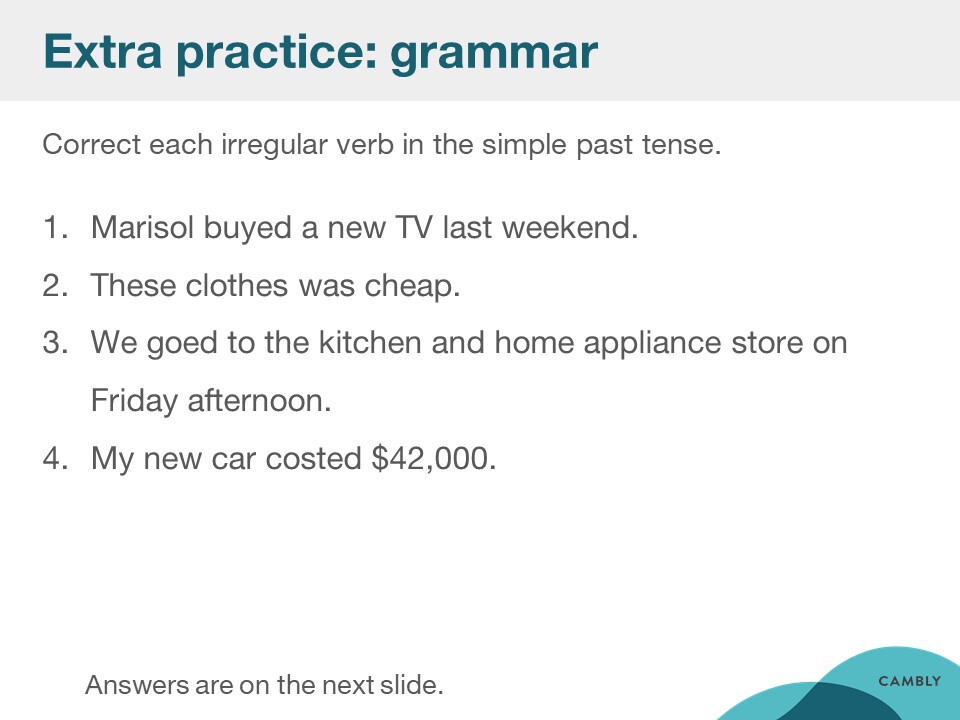 Extra practice: grammar
Correct each irregular verb in the simple past tense.
1. Marisol buyed a new TV last weekend.
2. These clothes was cheap.
3. We goed to the kitchen and home appliance store on
Friday afternoon.
4. My new car costed $42,000.
Answers are on the next slide.
CAMBLY